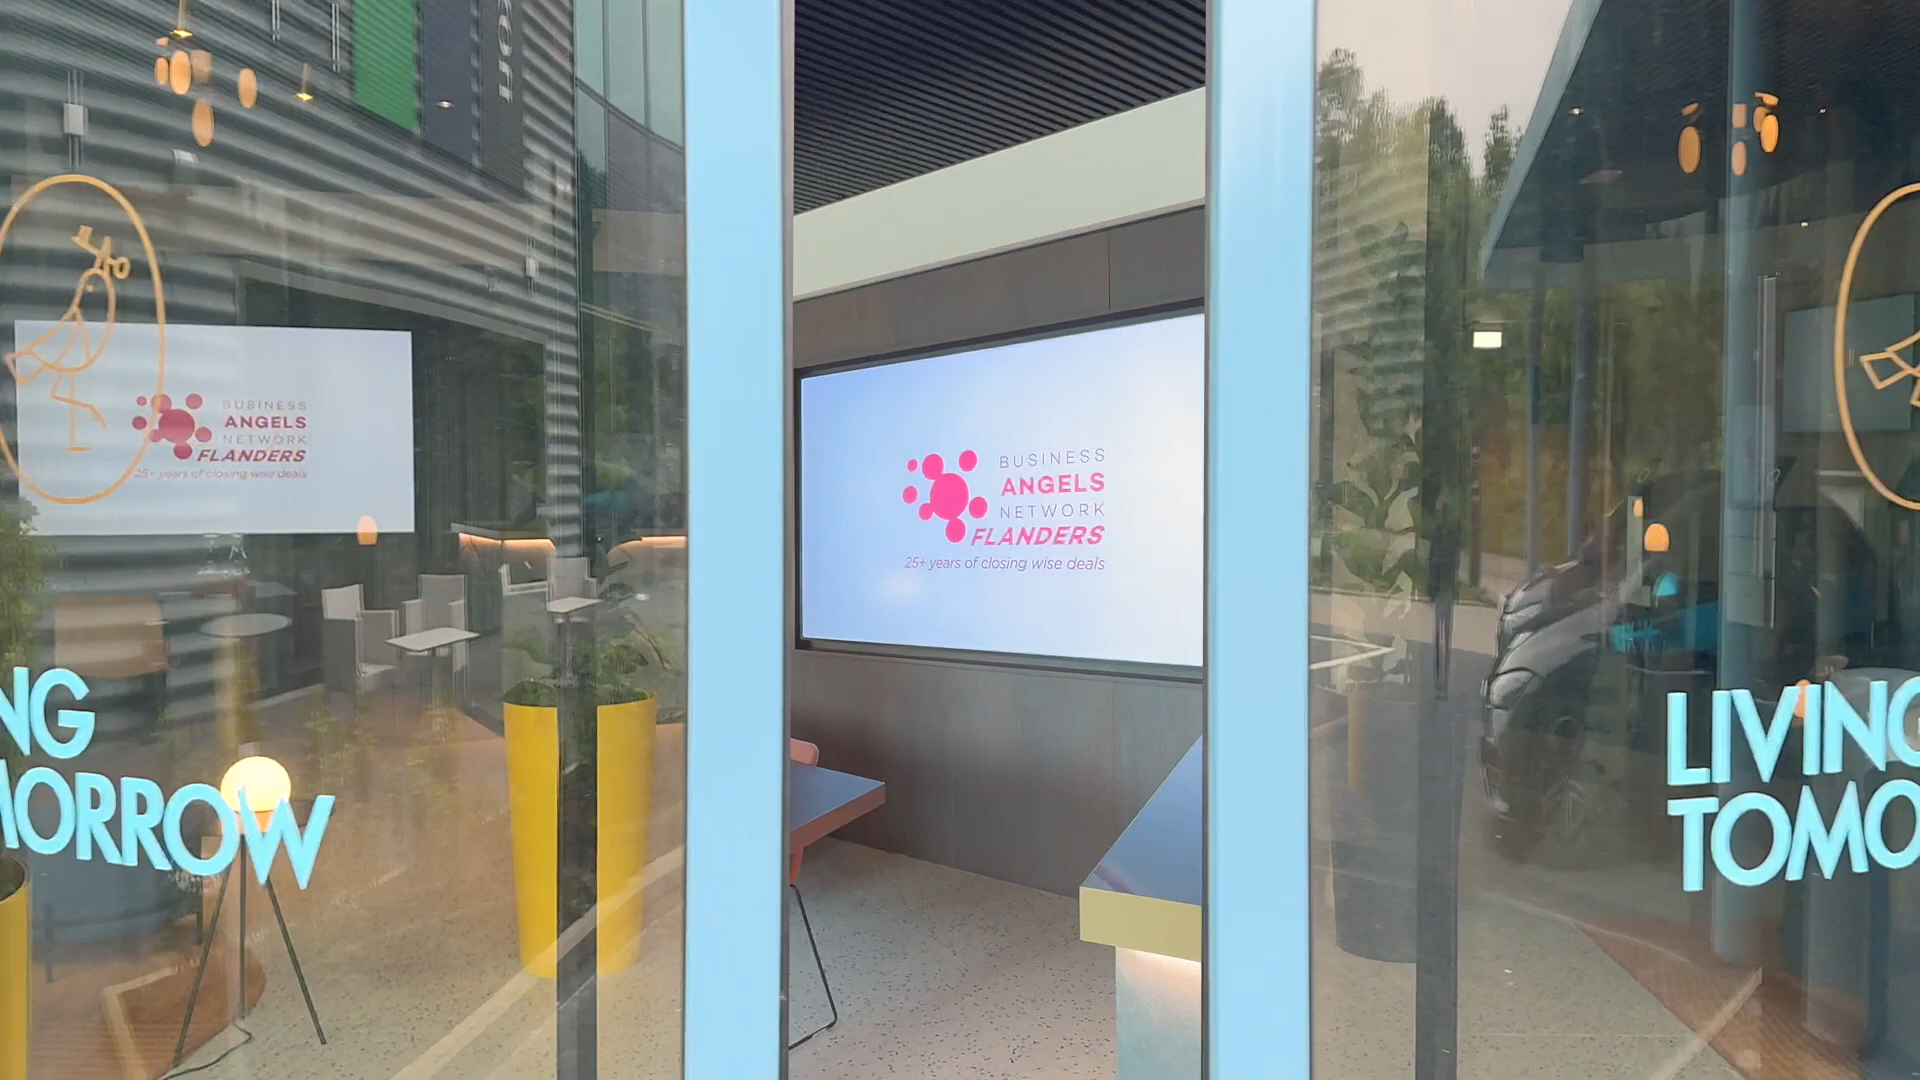 BUSINESS
ANGELS
NETWORK
FLANDERS
25+ years of closing wise deals
BUSINESS
ANGELS
NETWORK
FLANDERS
25+ years of closing wise deals
NG
MORROW
LIVING
TOMO